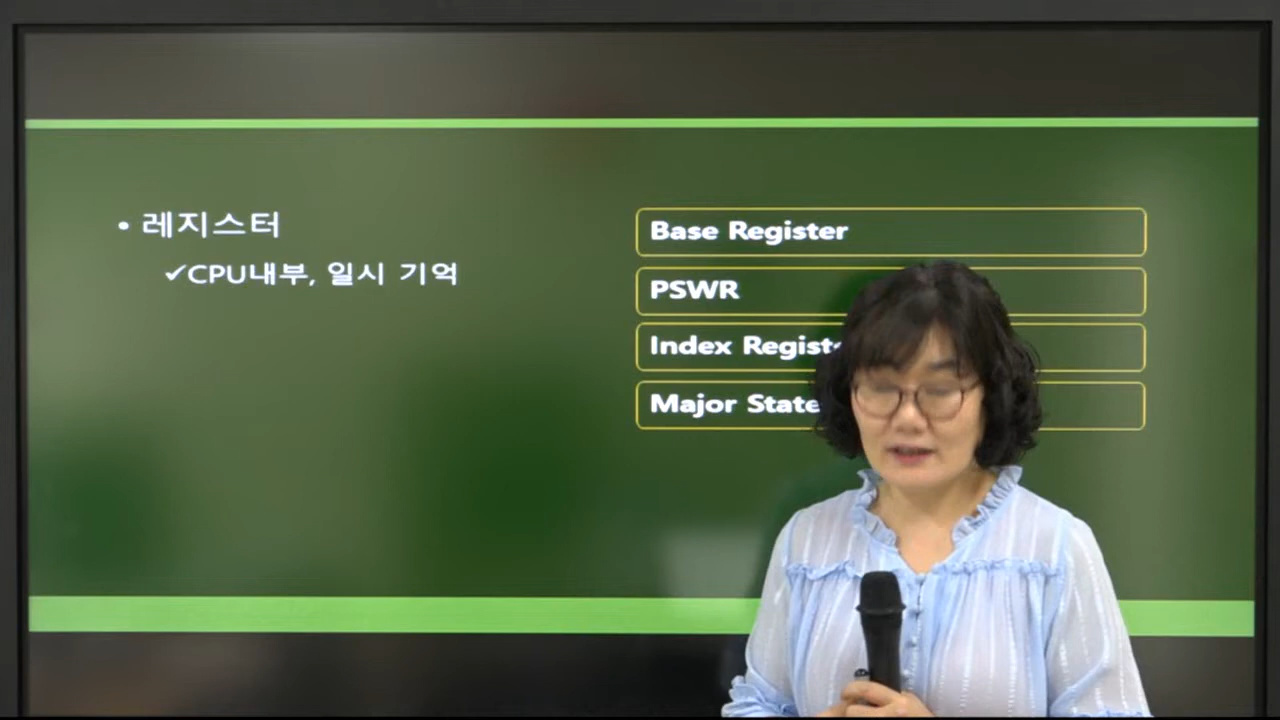 • 레지스터
✓CPU내부, 일시 기억
Base Register
PSWR
Index
Major State